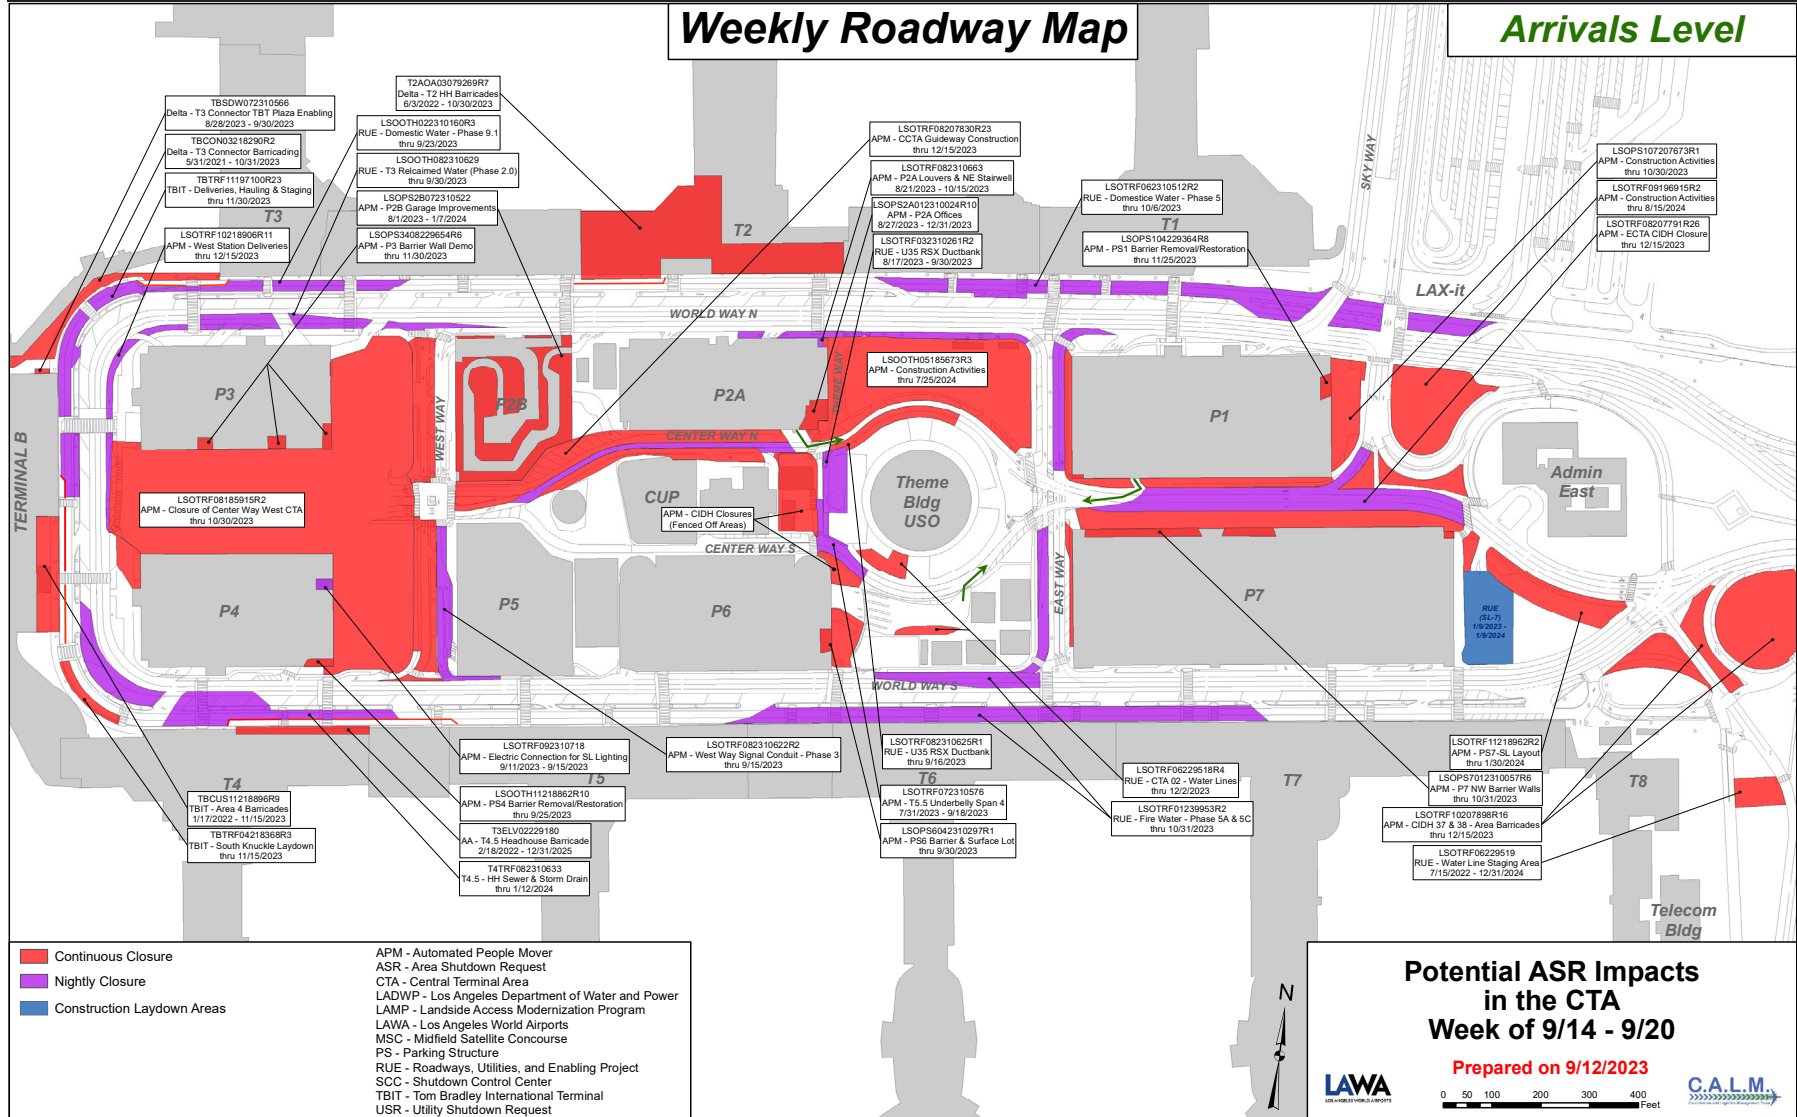 Weekly Roadway Map
Arrivals Level
TBSDW072310566
Delta - T3 Connector TBT Plaza Enabling
8/28/2023 - 9/30/2023
TBCON03218290R2
Delta - T3 Connector Barricading
5/31/2021 - 10/31/2023
TBTRF11197100R23
TBIT - Deliveries, Hauling & Staging
thru 11/30/2023
LSOTRF10218906R11
APM - West Station Deliveries
thru 12/15/2023
T2AOA03079269R7
Delta - T2 HH Barricades
6/3/2022 - 10/30/2023
LSOOTH022310160R3
RUE - Domestic Water - Phase 9.1
thru 9/23/2023
LSOOTH082310629
RUE - T3 Relcaimed Water (Phase 2.0)
thru 9/30/2023
LSOPS2B072310522
APM - P2B Garage Improvements
8/1/2023 - 1/7/2024
LSOPS3408229654R6
APM - P3 Barrier Wall Demo
thru 11/30/2023
LSOTRF08207830R23
APM - CCTA Guideway Construction
thru 12/15/2023
LSOTRF082310663
APM - P2A Louvers & NE Stairwell
8/21/2023 - 10/15/2023
LSOPS2A012310024R10
APM - P2A Offices
8/27/2023 - 12/31/2023
LSOTRF032310261R2
RUE - U35 RSX Ductbank
8/17/2023 - 9/30/2023
LSOTRF062310512R2
RUE - Domestice Water - Phase 5
thru 10/6/2023
LSOPS104229364R8
APM - PS1 Barrier Removal/Restoration
thru 11/25/2023
LSOPS107207673R1
APM - Construction Activities
thru 10/30/2023
LSOTRF09196915R2
APM - Construction Activities
thru 8/15/2024
LSOTRF08207791R26
APM - ECTA CIDH Closure
thru 12/15/2023
T3
T2
T1
SKY WAY
LAX-it
WORLD WAY N
P3
P2B
P2A
THEME WAY
LSOOTH05185673R3
APM - Construction Activities
thru 7/25/2024
P1
WEST WAY
CENTER WAY N
TERMINAL B
LSOTRF08185915R2
APM - Closure of Center Way West CTA
thru 10/30/2023
CUP
APM - CIDH Closures
(Fenced Off Areas)
Theme
Bldg
USO
Admin
East
CENTER WAY S
EAST WAY
P4
P5
P6
P7
RUE
(SL-7)
1/9/2023 -
1/9/2024
WORLD WAY S
LSOTRF092310718
APM - Electric Connection for SL Lighting
9/11/2023 - 9/15/2023
LSOOTH11218862R10
APM - PS4 Barrier Removal/Restoration
thru 9/25/2023
T3ELV02229180
AA - T4.5 Headhouse Barricade
2/18/2022 - 12/31/2025
T4TRF082310633
T4.5 - HH Sewer & Storm Drain
thru 1/12/2024
TBCUS11218896R9
TBIT - Area 4 Barricades
1/17/2022 - 11/15/2023
TBTRF04218368R3
TBIT - South Knuckle Laydown
thru 11/15/2023
LSOTRF082310622R2
APM - West Way Signal Conduit - Phase 3
thru 9/15/2023
LSOTRF082310625R1
RUE - U35 RSX Ductbank
thru 9/16/2023
LSOTRF072310576
APM - T5.5 Underbelly Span 4
7/31/2023 - 9/18/2023
LSOPS6042310297R1
APM - PS6 Barrier & Surface Lot
thru 9/30/2023
LSOTRF06229518R4
RUE - CTA 02 - Water Lines
thru 12/2/2023
LSOTRF01239953R2
RUE - Fire Water - Phase 5A & 5C
thru 10/31/2023
LSOTRF11218962R2
APM - PS7-SL Layout
thru 1/30/2024
LSOPS7012310057R6
APM - P7 NW Barrier Walls
thru 10/31/2023
LSOTRF10207898R16
APM - CIDH 37 & 38 - Area Barricades
thru 12/15/2023
LSOTRF06229519
RUE - Water Line Staging Area
7/15/2022 - 12/31/2024
T4
T5
T6
T7
T8
Telecom
Bldg
Continuous Closure
Nightly Closure
Construction Laydown Areas
APM - Automated People Mover
ASR - Area Shutdown Request
CTA - Central Terminal Area
LADWP - Los Angeles Department of Water and Power
LAMP - Landside Access Modernization Program
LAWA - Los Angeles World Airports
MSC - Midfield Satellite Concourse
PS - Parking Structure
RUE - Roadways, Utilities, and Enabling Project
SCC - Shutdown Control Center
TBIT - Tom Bradley International Terminal
USR - Utility Shutdown Request
N
Potential ASR Impacts
in the CTA
Week of 9/14 - 9/20
Prepared on 9/12/2023
LAWA
LOS ANGELES WORLD AIRPORTS
0 50 100 200 300 400
Feet
C.A.L.M.